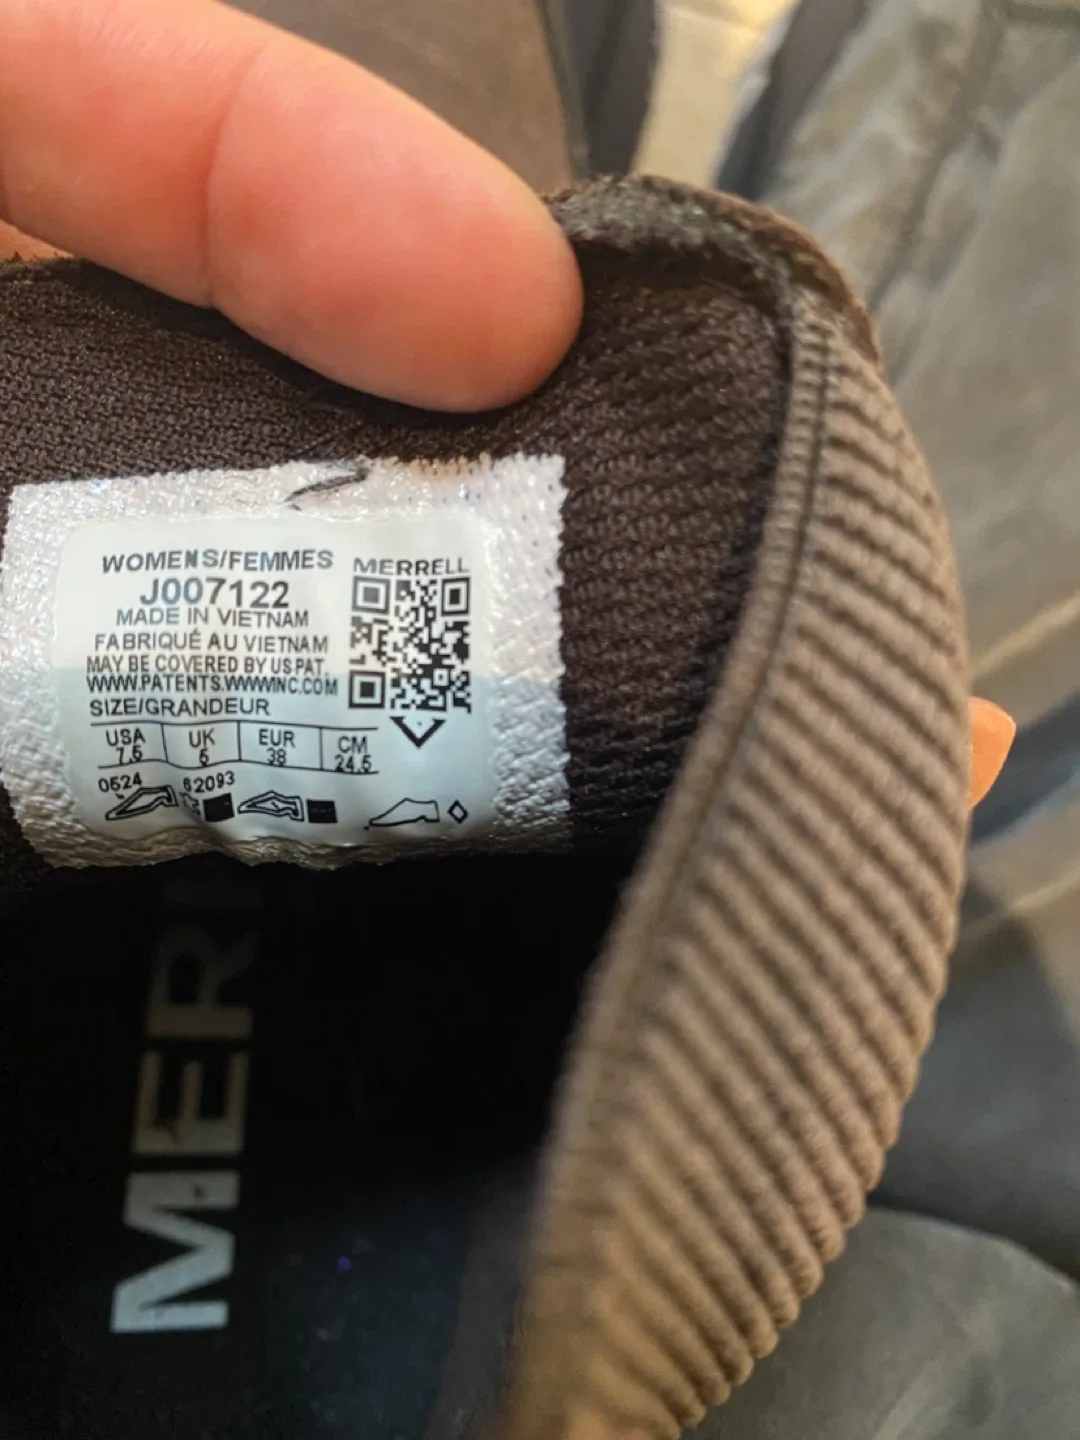 WOMENS/FEMMES
MERRELL
J007122
MADE IN VIETNAM
FABRIQUÉ AU VIETNAM
MAY BE COVERED BY US PAT.
WWW.PATENTS.WWWINC.COM
SIZE/GRANDEUR
USA UK EUR CM
7.5 5 38 24.5
0524 62093
MER